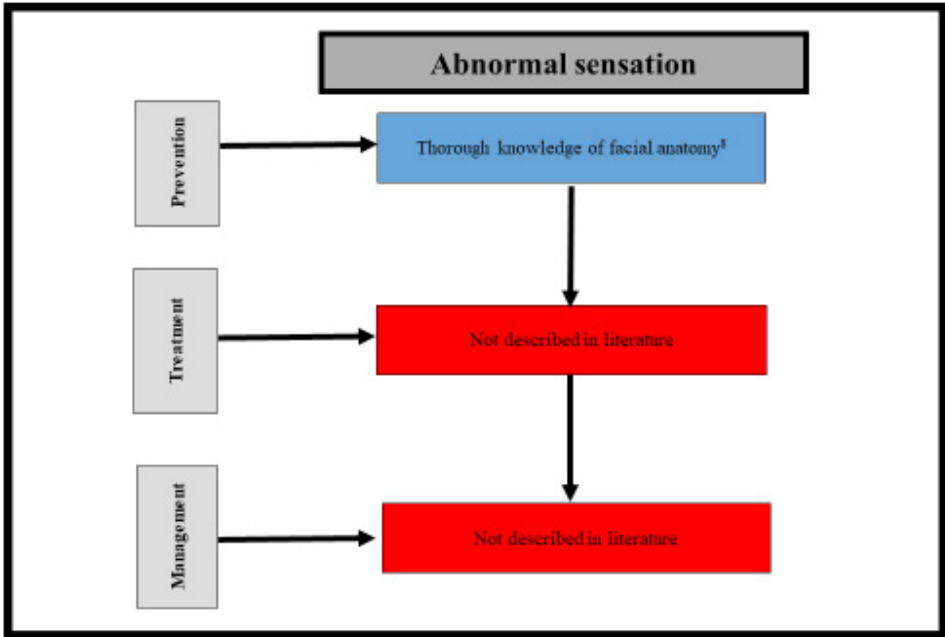 Abnormal sensation
Prevention
Thorough knowledge of facial anatomy⁸
Treatment
Not described in literature
Management
Not described in literature